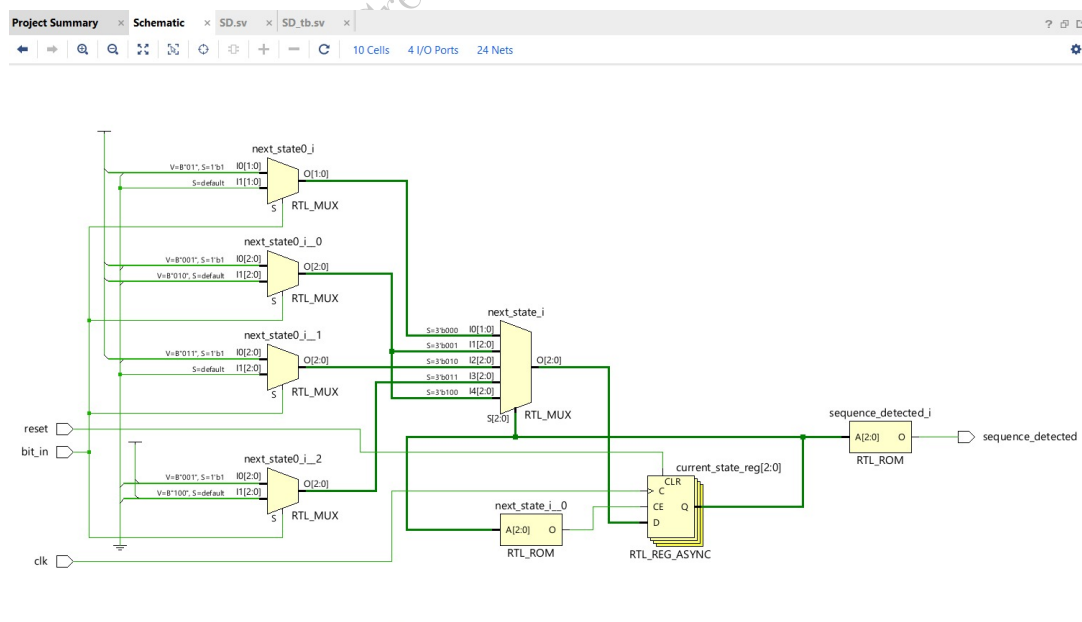 Project Summary × Schematic × SD.sv × SD_tb.sv ×
10 Cells 4 I/O Ports 24 Nets
next_state0_i
V=B"01", S=1'b1 I0[1:0]
S=default I1[1:0]
O[1:0]
S RTL_MUX
next_state0_i__0
V=B"001", S=1'b1 I0[2:0]
V=B"010", S=default I1[2:0]
O[2:0]
S RTL_MUX
next_state0_i__1
V=B"011", S=1'b1 I0[2:0]
S=default I1[2:0]
O[2:0]
S RTL_MUX
next_state_i
S=3'b000 I0[1:0]
S=3'b001 I1[2:0]
S=3'b010 I2[2:0]
S=3'b011 I3[2:0]
S=3'b100 I4[2:0]
O[2:0]
S[2:0] RTL_MUX
reset
bit_in
next_state0_i__2
V=B"001", S=1'b1 I0[2:0]
V=B"100", S=default I1[2:0]
O[2:0]
S RTL_MUX
clk
next_state_i__0
A[2:0] O
RTL_ROM
current_state_reg[2:0]
CLR
C
CE Q
D
RTL_REG_ASYNC
sequence_detected_i
A[2:0] O
RTL_ROM
sequence_detected